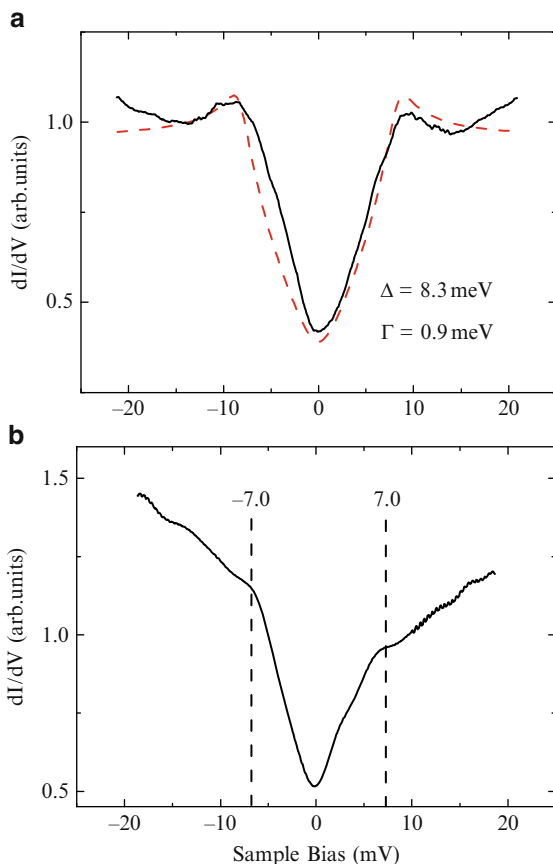 a
dI/dV (arb.units)
1.0
0.5
Δ = 8.3 meV
Γ = 0.9 meV
–20
–10
0
10
20
b
dI/dV (arb.units)
1.5
1.0
0.5
–7.0
7.0
–20
–10
0
10
20
Sample Bias (mV)